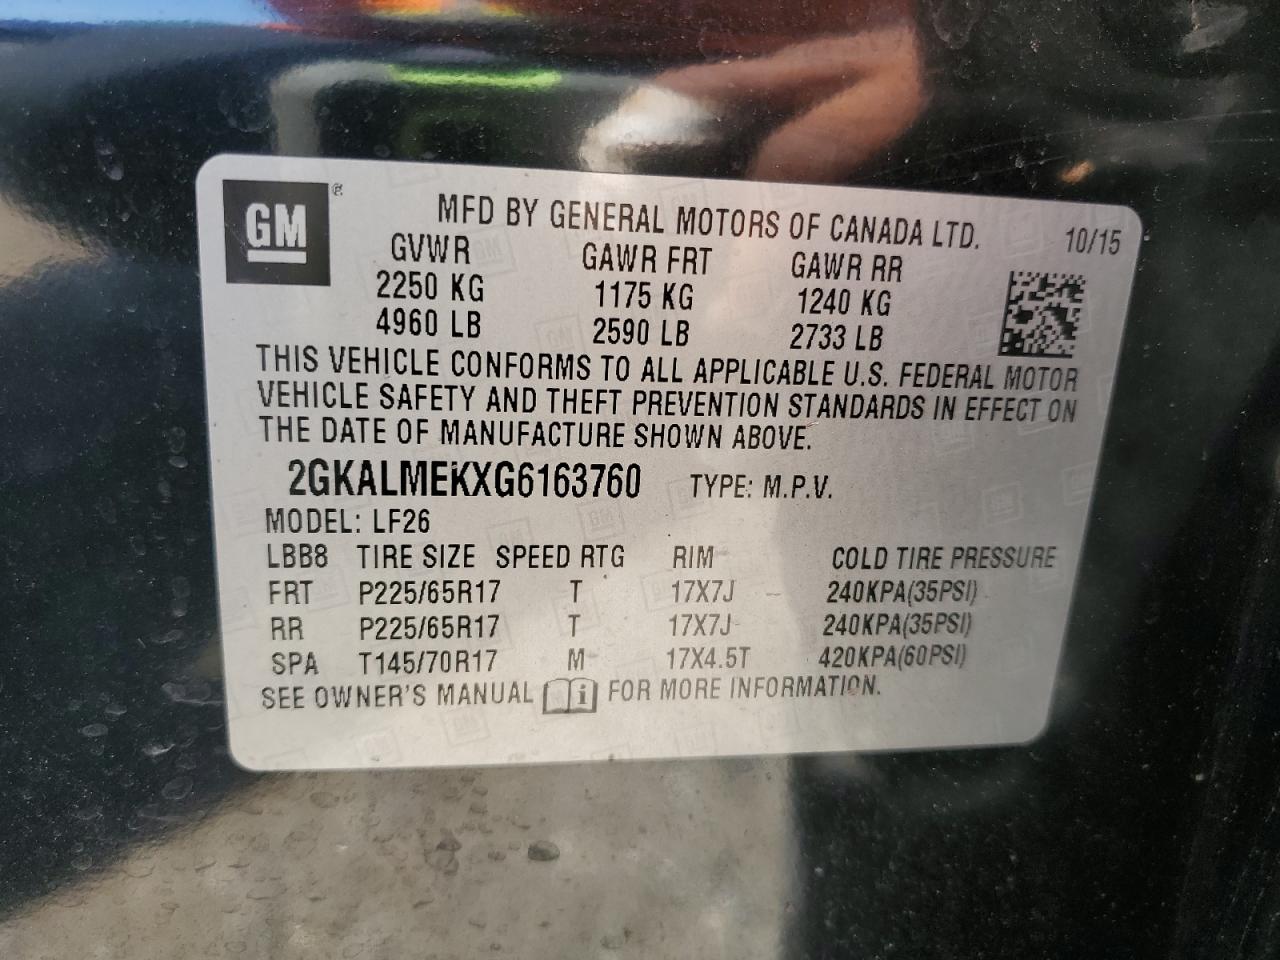 GM ®
MFD BY GENERAL MOTORS OF CANADA LTD. 10/15
GVWR GAWR FRT GAWR RR
2250 KG 1175 KG 1240 KG
4960 LB 2590 LB 2733 LB
THIS VEHICLE CONFORMS TO ALL APPLICABLE U.S. FEDERAL MOTOR
VEHICLE SAFETY AND THEFT PREVENTION STANDARDS IN EFFECT ON
THE DATE OF MANUFACTURE SHOWN ABOVE.
2GKALMEKXG6163760 TYPE: M.P.V.
MODEL: LF26
LBB8 TIRE SIZE SPEED RTG RIM COLD TIRE PRESSURE
FRT P225/65R17 T 17X7J 240KPA(35PSI)
RR P225/65R17 T 17X7J 240KPA(35PSI)
SPA T145/70R17 M 17X4.5T 420KPA(60PSI)
SEE OWNER'S MANUAL i FOR MORE INFORMATION.